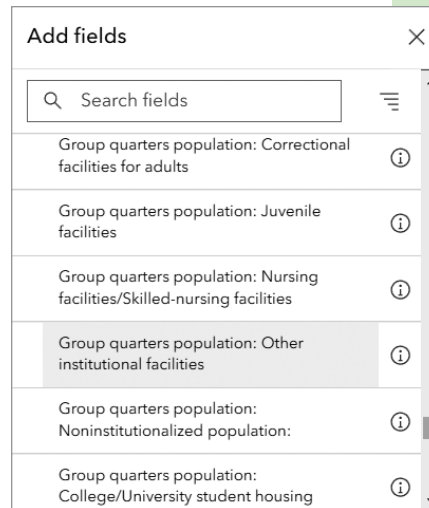 Add fields
Search fields
Group quarters population: Correctional
facilities for adults
Group quarters population: Juvenile
facilities
Group quarters population: Nursing
facilities/Skilled-nursing facilities
Group quarters population: Other
institutional facilities
Group quarters population:
Noninstitutionalized population:
Group quarters population:
College/University student housing